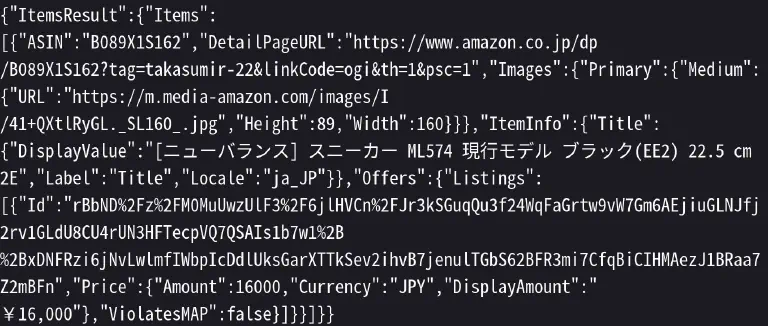 {"ItemsResult":{"Items":
[{"ASIN":"B089X1S162","DetailPageURL":"https://www.amazon.co.jp/dp
/B089X1S162?tag=takasumir-22&linkCode=ogi&th=1&psc=1","Images":{"Primary":{"Medium":
{"URL":"https://m.media-amazon.com/images/I
/41+QXtlRyGL._SL160_.jpg","Height":89,"Width":160}}},"ItemInfo":{"Title":
{"DisplayValue":"[ニューバランス] スニーカー ML574 現行モデル ブラック(EE2) 22.5 cm
2E","Label":"Title","Locale":"ja_JP"}},"Offers":{"Listings":
[{"Id":"rBbND%2Fz%2FM0MuUwzUlF3%2F6jlHVCn%2FJr3kSGuqQu3f24WqFaGrtw9vW7Gm6AEjiuGLNJfj
2rv1GLdU8CU4rUN3HFTecpVQ7QSAIs1b7w1%2B
%2BxDNFRzi6jNvLwlmfIWbpIcDdlUksGarXTTkSev2ihvB7jenulTGbS62BFR3mi7CfqBiCIHMAezJ1BRaa7
Z2mBFn","Price":{"Amount":16000,"Currency":"JPY","DisplayAmount":"
￥16,000"},"ViolatesMAP":false}]}}]}}